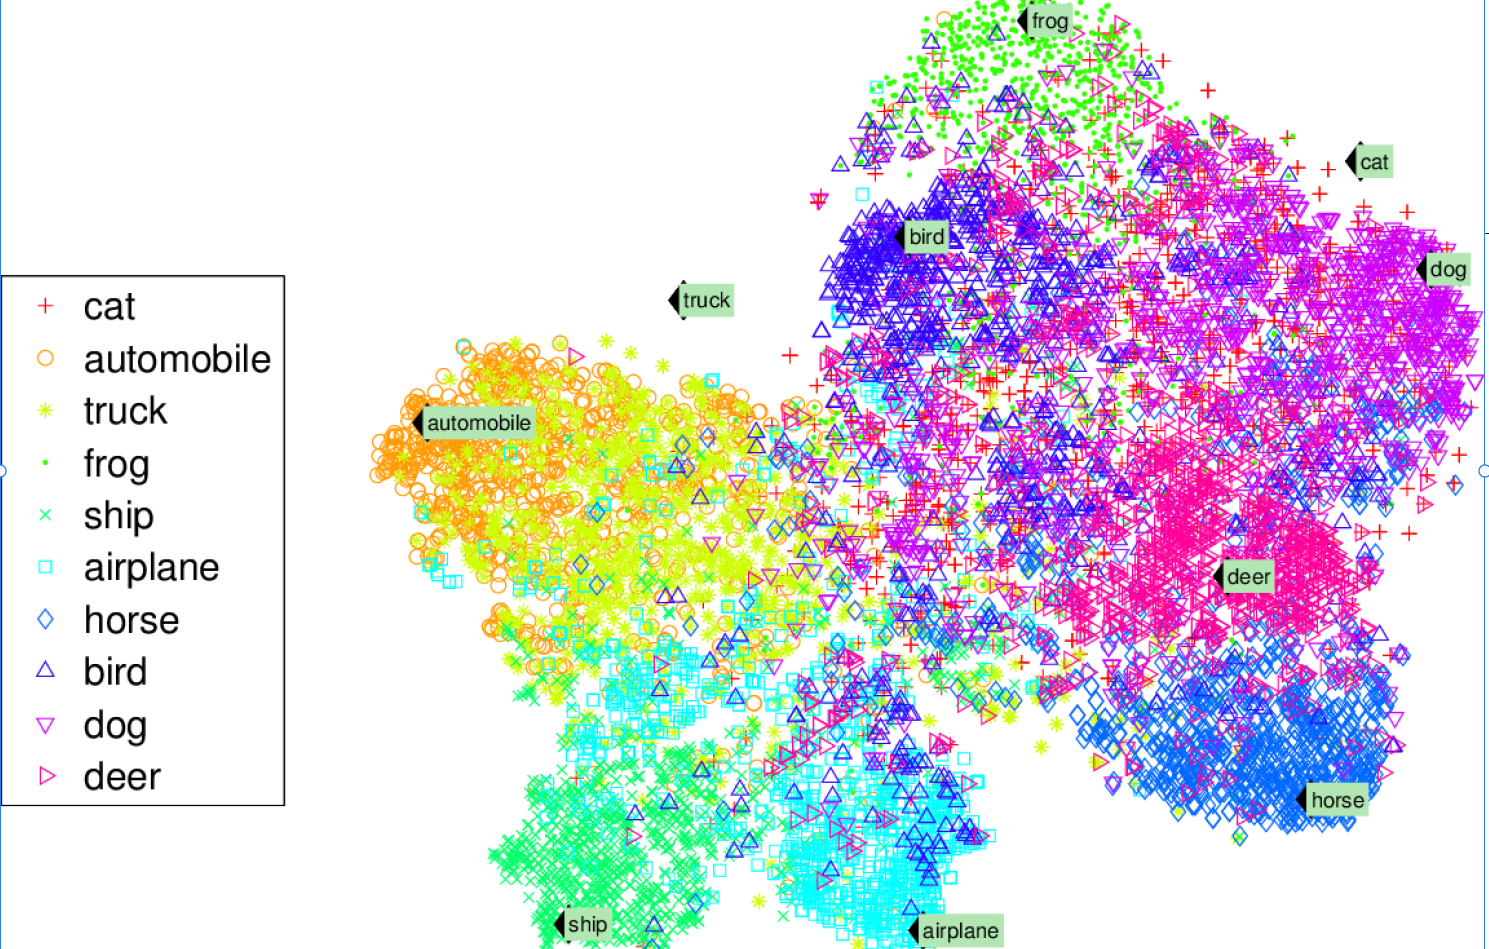 frog
cat
bird
dog
truck
cat
automobile
truck
frog
ship
airplane
horse
bird
dog
deer
automobile
deer
horse
ship
airplane